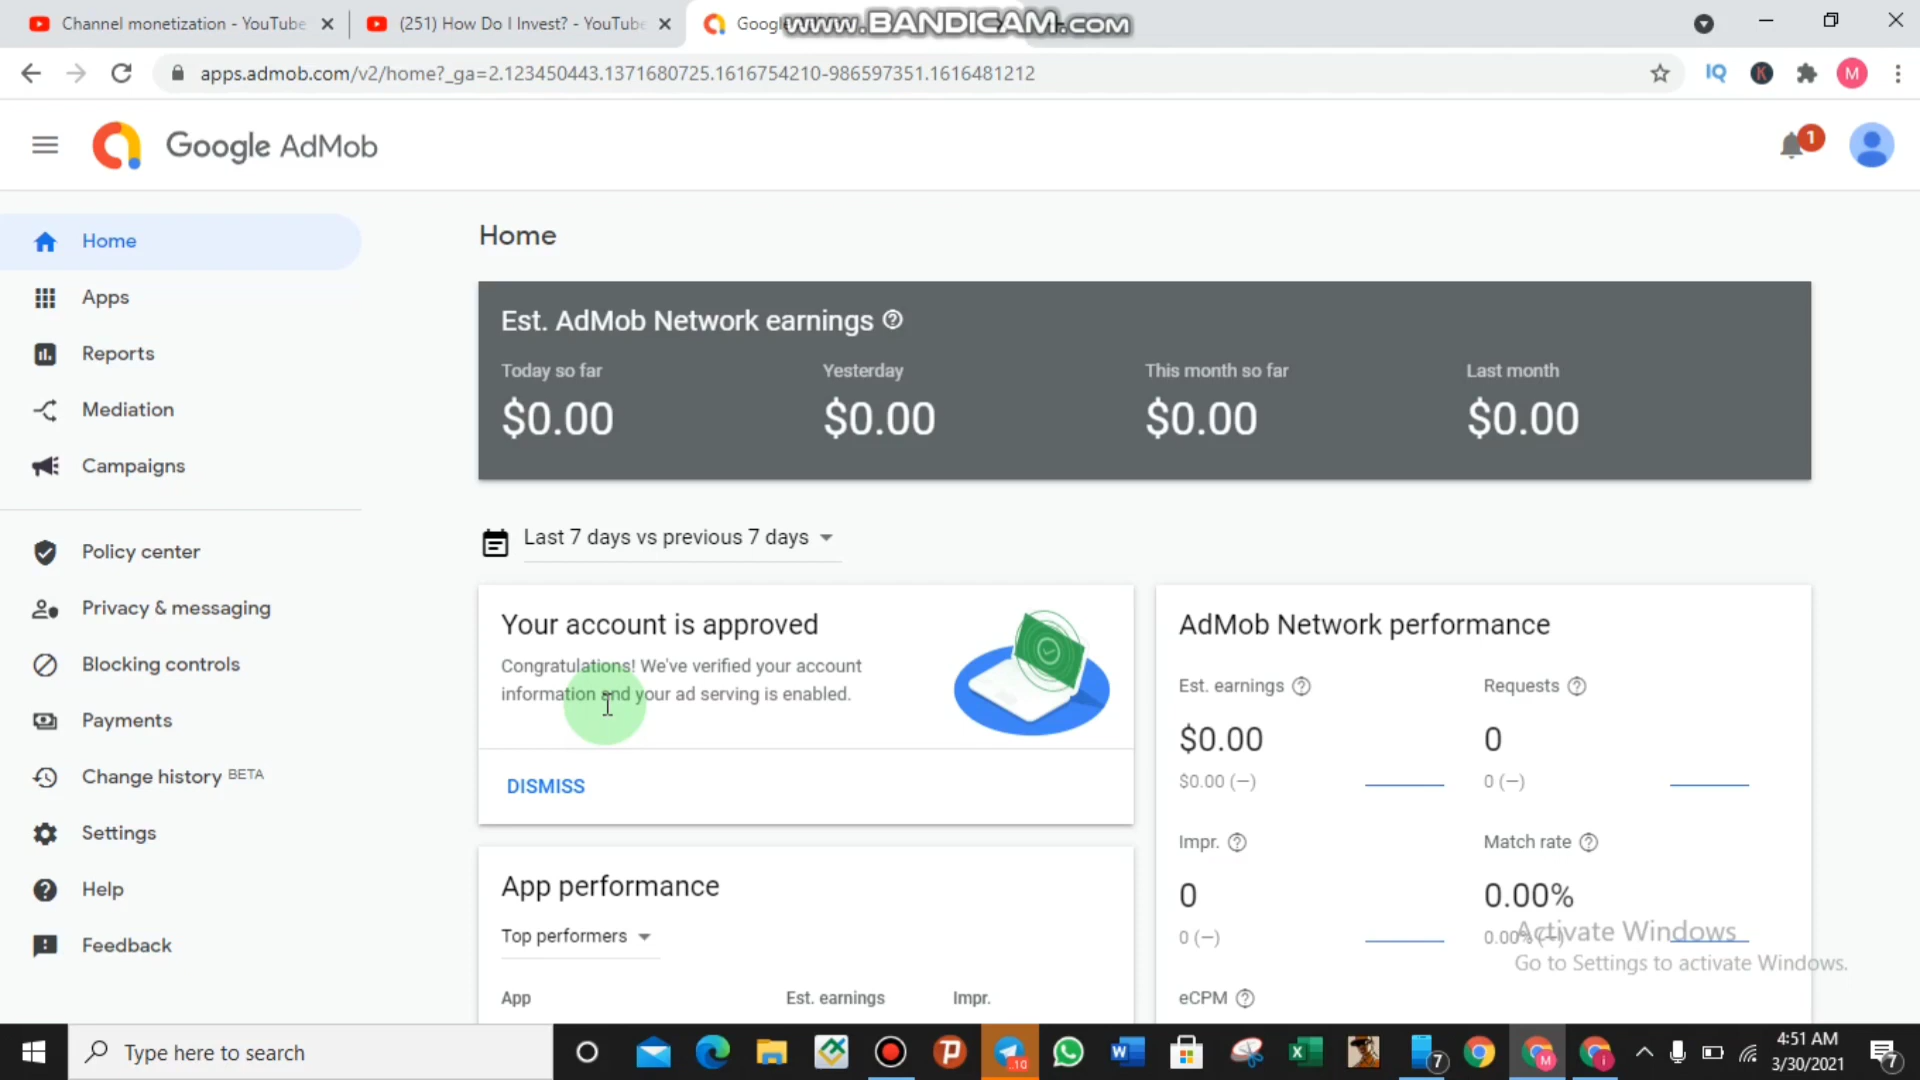 Channel monetization - YouTube
(251) How Do I Invest? - YouTube
Googl
www.BANDICAM.com
apps.admob.com/v2/home?_ga=2.123450443.1371680725.1616754210-986597351.1616481212
IQ
K
M
Google AdMob
1
Home
Apps
Reports
Mediation
Campaigns
Policy center
Privacy & messaging
Blocking controls
Payments
Change history BETA
Settings
Help
Feedback
Home
Est. AdMob Network earnings
Today so far
$0.00
Yesterday
$0.00
This month so far
$0.00
Last month
$0.00
Last 7 days vs previous 7 days
Your account is approved
Congratulations! We've verified your account
information and your ad serving is enabled.
DISMISS
App performance
Top performers
App Est. earnings Impr.
AdMob Network performance
Est. earnings
$0.00
$0.00 (—)
Requests
0
0 (—)
Impr.
0
0 (—)
Match rate
0.00%
0.00% (—)
eCPM
Activate Windows
Go to Settings to activate Windows.
Type here to search
10
7
M
i
4:51 AM
3/30/2021
7